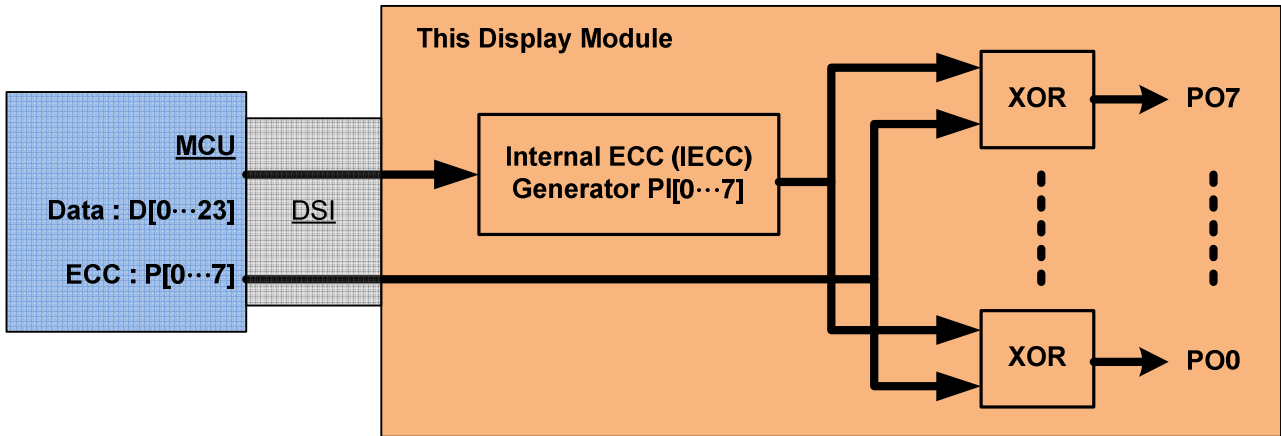 This Display Module
MCU
Data : D[0···23]
ECC : P[0···7]
DSI
Internal ECC (IECC)
Generator PI[0···7]
XOR
PO7
XOR
PO0